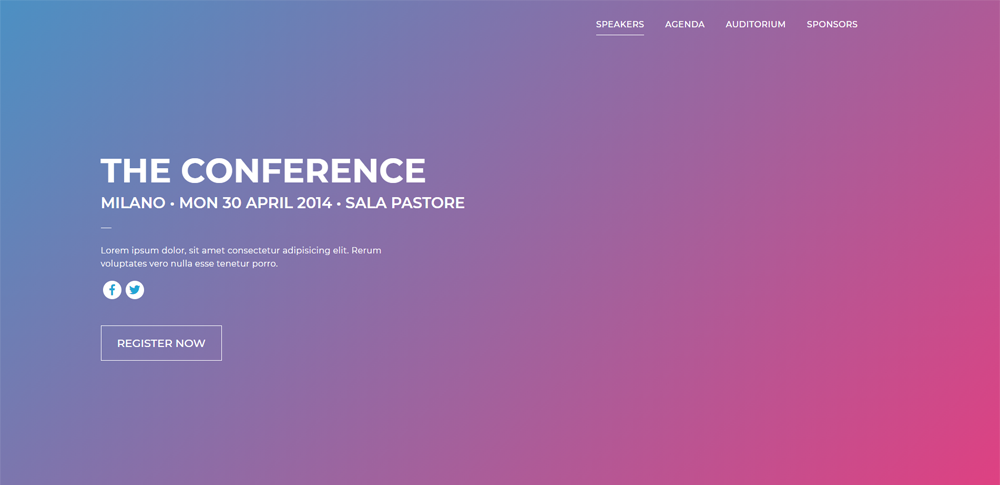 SPEAKERS AGENDA AUDITORIUM SPONSORS
THE CONFERENCE
MILANO • MON 30 APRIL 2014 • SALA PASTORE
Lorem ipsum dolor, sit amet consectetur adipisicing elit. Rerum
voluptates vero nulla esse tenetur porro.
REGISTER NOW